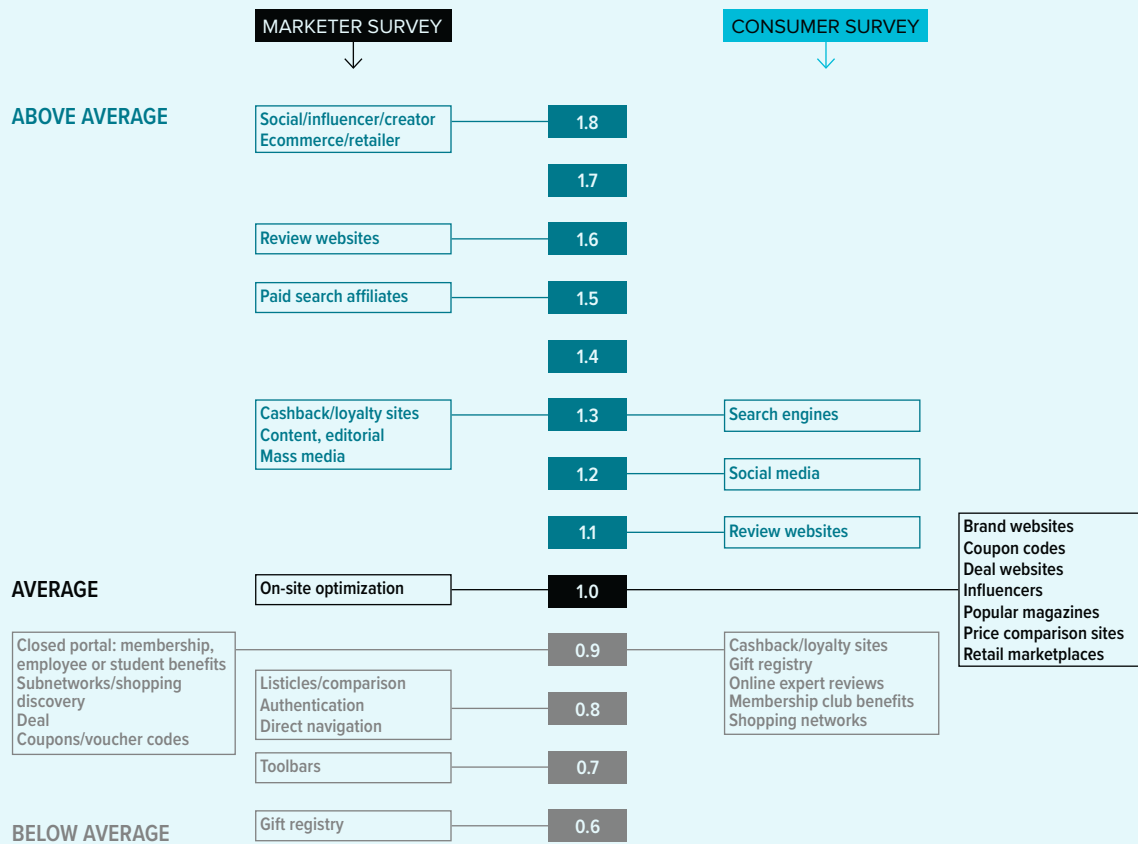 MARKETER SURVEY
CONSUMER SURVEY
ABOVE AVERAGE
Social/influencer/creator
Ecommerce/retailer
1.8
1.7
Review websites
1.6
Paid search affiliates
1.5
1.4
Cashback/loyalty sites
Content, editorial
Mass media
1.3
Search engines
1.2
Social media
1.1
Review websites
AVERAGE
On-site optimization
1.0
Brand websites
Coupon codes
Deal websites
Influencers
Popular magazines
Price comparison sites
Retail marketplaces
Closed portal: membership,
employee or student benefits
Subnetworks/shopping
discovery
Deal
Coupons/voucher codes
0.9
Cashback/loyalty sites
Gift registry
Online expert reviews
Membership club benefits
Shopping networks
Listicles/comparison
Authentication
Direct navigation
0.8
Toolbars
0.7
BELOW AVERAGE
Gift registry
0.6